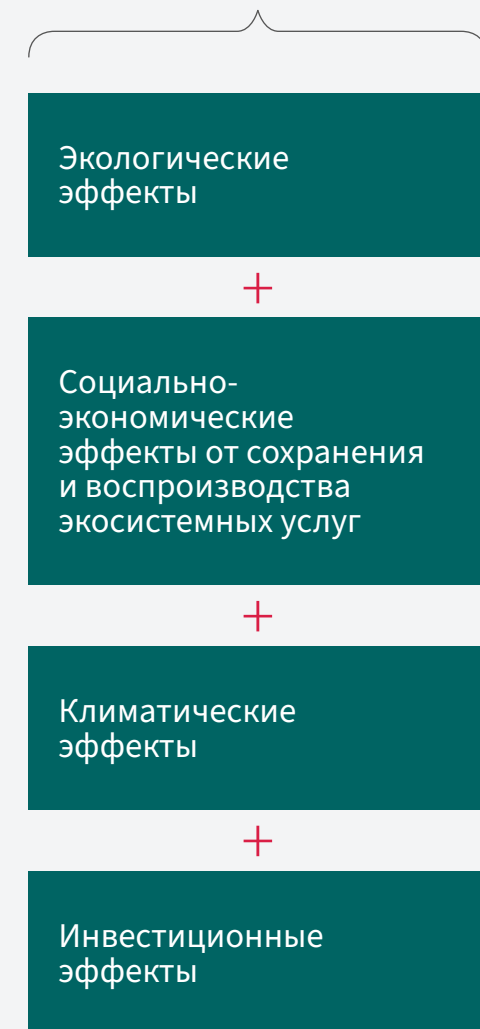 Экологические
эффекты
+
Социально-
экономические
эффекты от сохранения
и воспроизводства
экосистемных услуг
+
Климатические
эффекты
+
Инвестиционные
эффекты